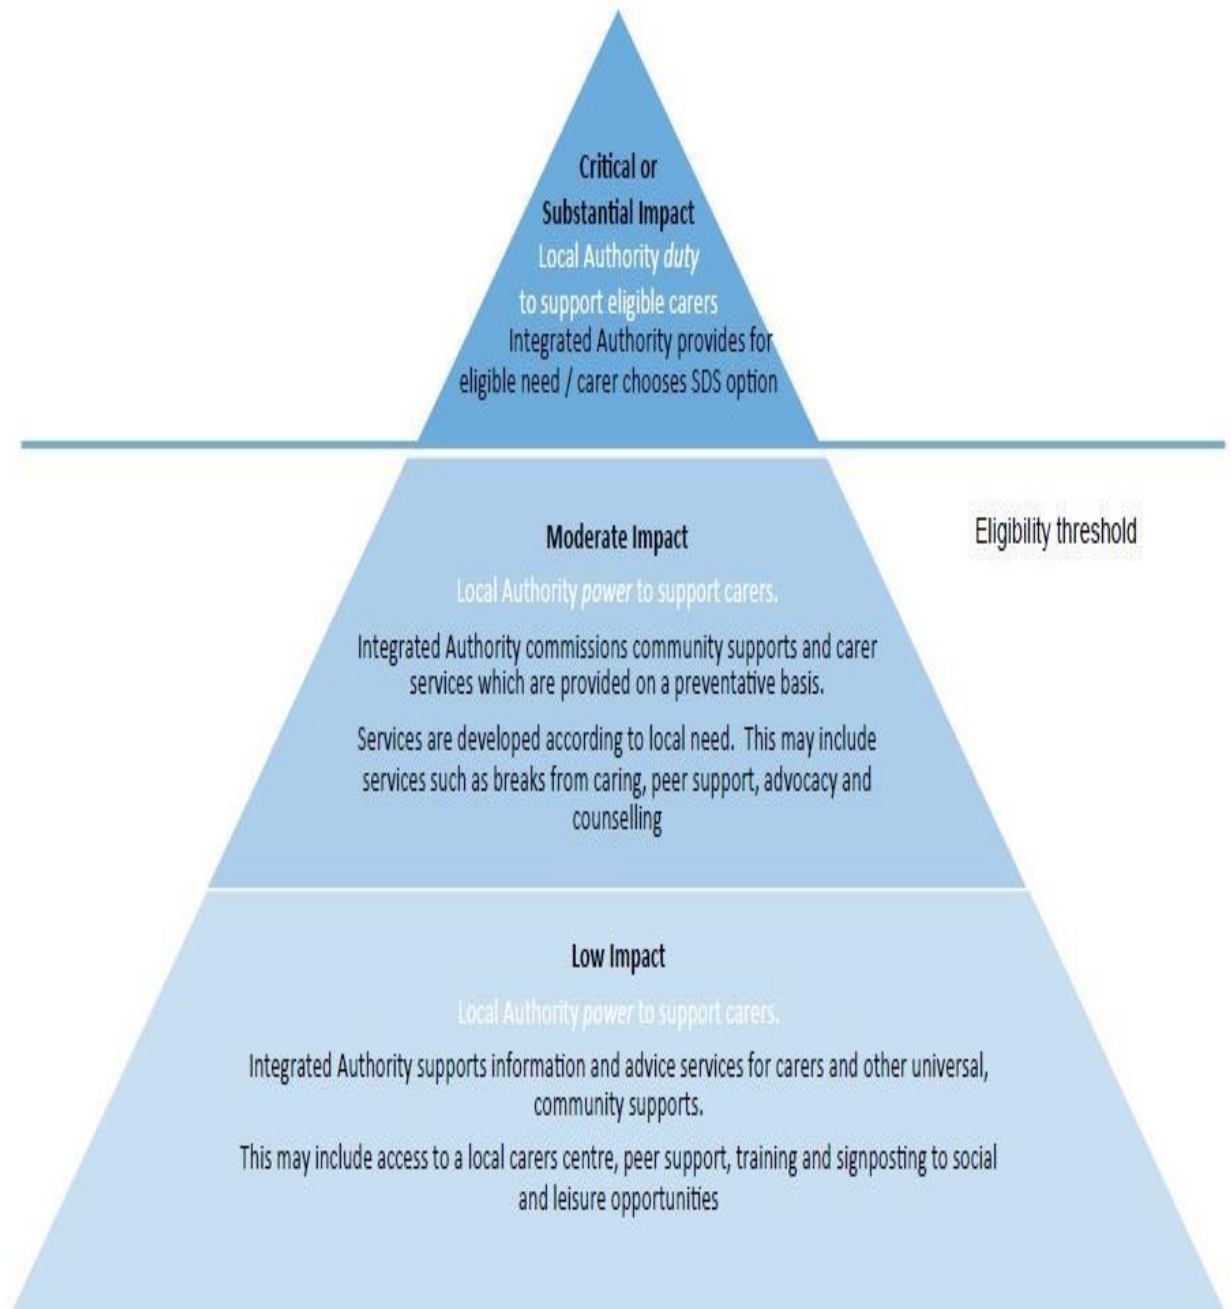 Critical or
Substantial Impact
Local Authority duty
to support eligible carers
Integrated Authority provides for
eligible need / carer chooses SDS option
Eligibility threshold
Moderate Impact
Local Authority power to support carers.
Integrated Authority commissions community supports and carer
services which are provided on a preventative basis.
Services are developed according to local need.  This may include
services such as breaks from caring, peer support, advocacy and
counselling
Low Impact
Local Authority power to support carers.
Integrated Authority supports information and advice services for carers and other universal,
community supports.
This may include access to a local carers centre, peer support, training and signposting to social
and leisure opportunities